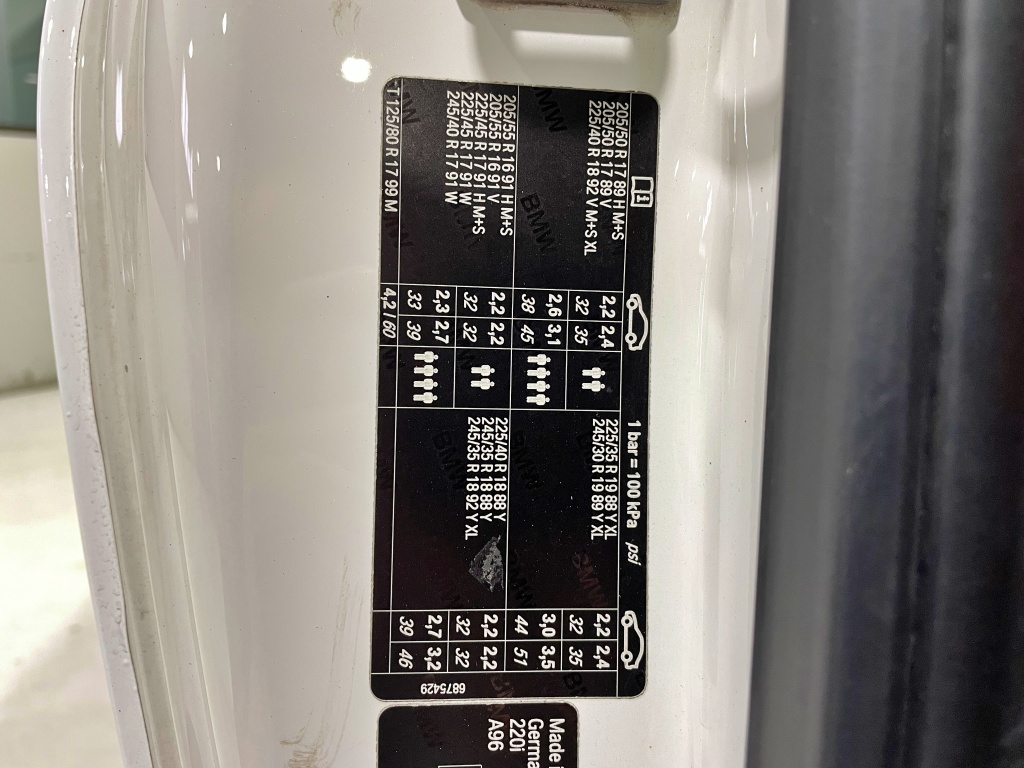 1 bar = 100 kPa psi
205/50 R 17 89 H M+S
205/50 R 17 89 V
225/40 R 18 92 V M+S XL
2,2 2,4
32 35
2,6 3,1
38 45
225/35 R 19 88 Y XL
245/30 R 19 89 Y XL
2,2 2,4
32 35
3,0 3,5
44 51
205/55 R 16 91 H M+S
205/55 R 16 91 V
225/45 R 17 91 H M+S
225/45 R 17 91 W
245/40 R 17 91 W
2,2 2,2
32 32
2,3 2,7
33 39
225/40 R 18 88 Y
245/35 R 18 88 Y
245/35 R 18 92 Y XL
2,2 2,2
32 32
2,7 3,2
39 46
T 125/80 R 17 99 M
4,2 / 60
6875429
Made i
Germa
220i
A96